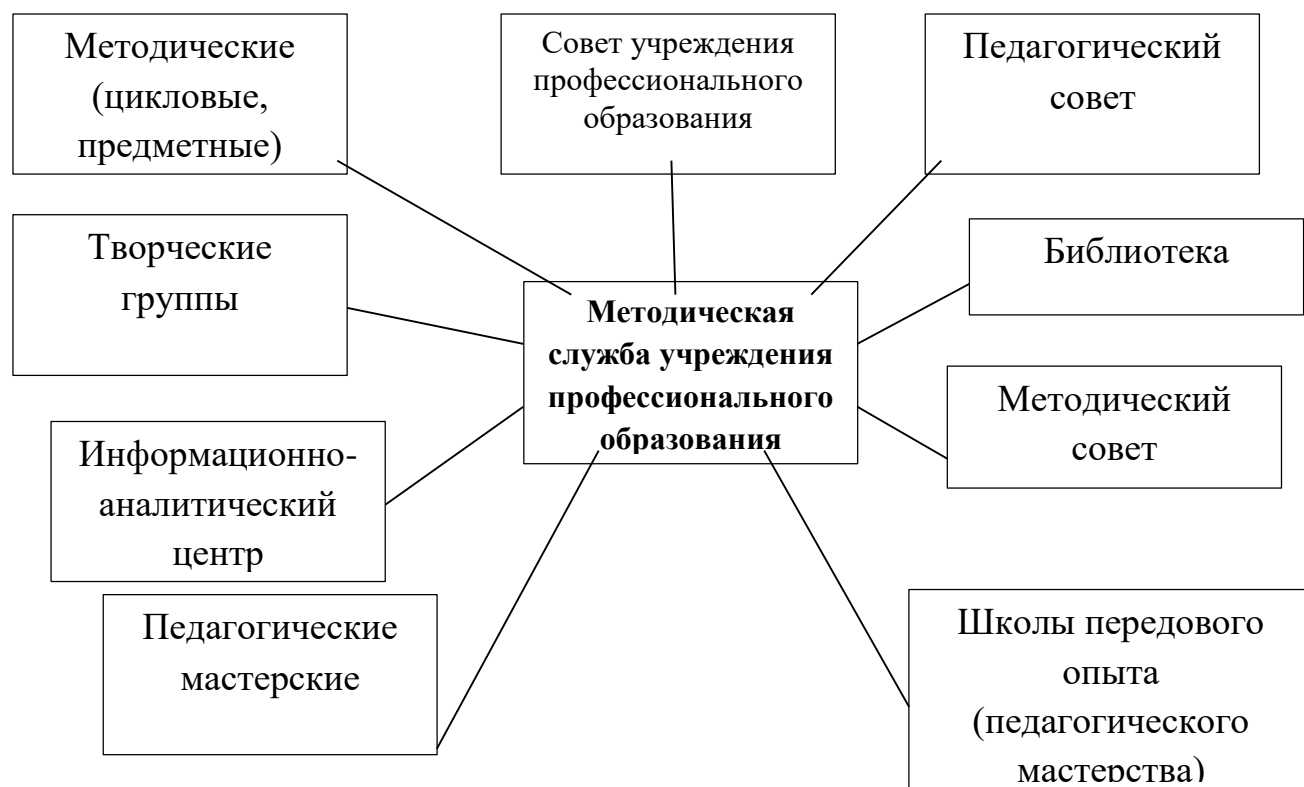 Методические
(цикловые,
предметные)
Совет учреждения
профессионального
образования
Педагогический
совет
Творческие
группы
Библиотека
Методическая
служба учреждения
профессионального
образования
Методический
совет
Информационно-
аналитический
центр
Педагогические
мастерские
Школы передового
опыта
(педагогического
мастерства)